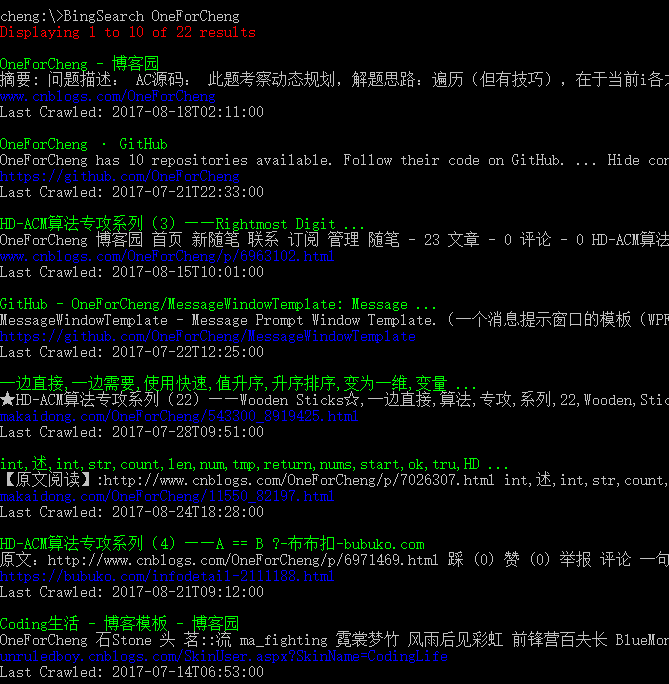 cheng:\>BingSearch OneForCheng
Displaying 1 to 10 of 22 results
OneForCheng - 博客园
摘要: 问题描述： AC源码： 此题考察动态规划，解题思路：遍历（但有技巧），在于当前i各
www.cnblogs.com/OneForCheng
Last Crawled: 2017-08-18T02:11:00
OneForCheng · GitHub
OneForCheng has 10 repositories available. Follow their code on GitHub. ... Hide con
https://github.com/OneForCheng
Last Crawled: 2017-07-21T22:33:00
HD-ACM算法专攻系列（3）——Rightmost Digit ...
OneForCheng 博客园 首页 新随笔 联系 订阅 管理 随笔 - 23 文章 - 0 评论 - 0 HD-ACM算法
www.cnblogs.com/OneForCheng/p/6963102.html
Last Crawled: 2017-08-15T10:01:00
GitHub - OneForCheng/MessageWindowTemplate: Message ...
MessageWindowTemplate - Message Prompt Window Template.（一个消息提示窗口的模板（WPF
https://github.com/OneForCheng/MessageWindowTemplate
Last Crawled: 2017-07-22T12:25:00
一边直接,一边需要,使用快速,值升序,升序排序,变为一维,变量 ...
★HD-ACM算法专攻系列（22）——Wooden Sticks☆,一边直接,算法,专攻,系列,22,Wooden,Stic
makaidong.com/OneForCheng/543300_8919425.html
Last Crawled: 2017-07-28T09:51:00
int,述,int,str,count,len,num,tmp,return,nums,start,ok,tru,HD ...
【原文阅读】:http://www.cnblogs.com/OneForCheng/p/7026307.html int,述,int,str,count,
makaidong.com/OneForCheng/11550_82197.html
Last Crawled: 2017-08-24T18:28:00
HD-ACM算法专攻系列（4）——A == B ?-布布扣-bubuko.com
原文：http://www.cnblogs.com/OneForCheng/p/6971469.html 踩（0） 赞（0） 举报 评论 一句
https://bubuko.com/infodetail-2111188.html
Last Crawled: 2017-08-21T09:12:00
Coding生活 - 博客模板 - 博客园
OneForCheng 石Stone 头 茗::流 ma_fighting 霓裳梦竹 风雨后见彩虹 前锋营百夫长 BlueMon
unruledboy.cnblogs.com/SkinUser.aspx?SkinName=CodingLife
Last Crawled: 2017-07-14T06:53:00